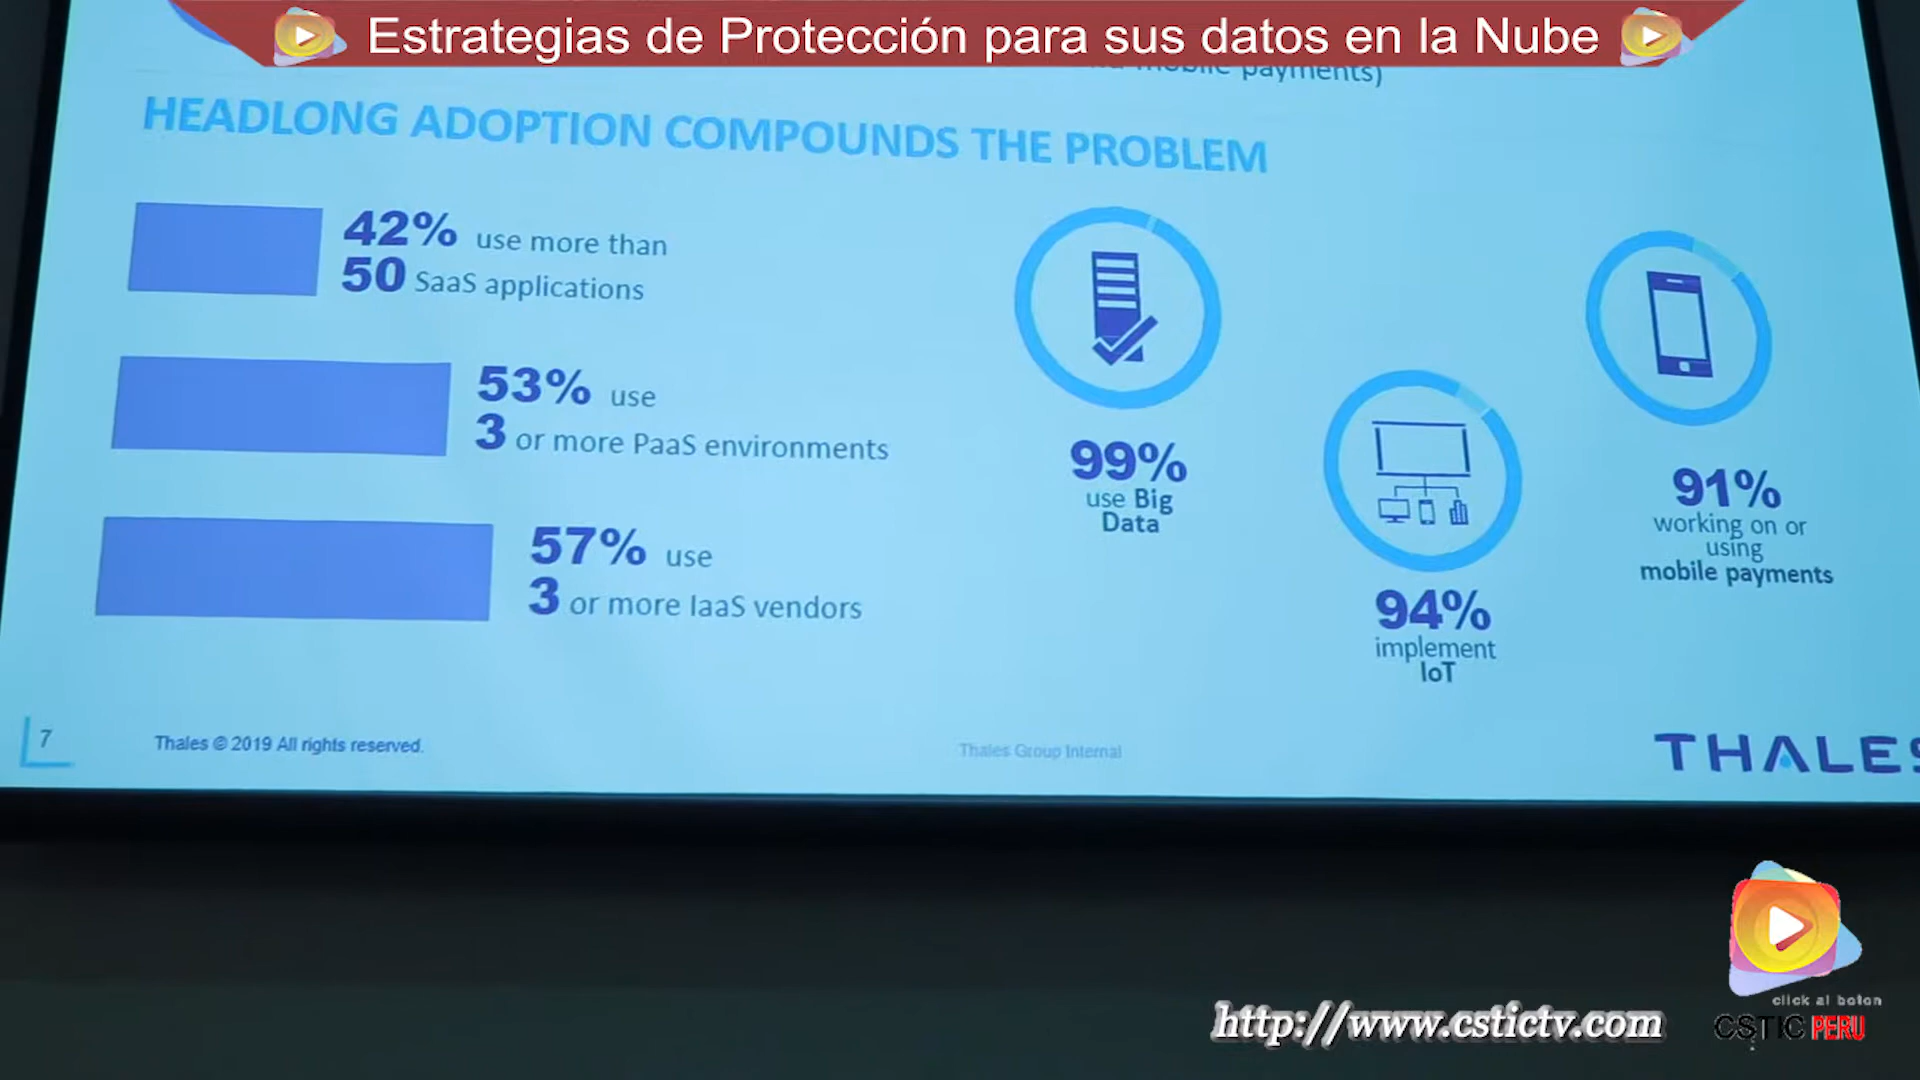 Estrategias de Protección para sus datos en la Nube
mobile payments)
HEADLONG ADOPTION COMPOUNDS THE PROBLEM
42% use more than
50 SaaS applications
53% use
3 or more PaaS environments
57% use
3 or more IaaS vendors
99%
use Big
Data
94%
implement
IoT
91%
working on or
using
mobile payments
7
Thales © 2019 All rights reserved.
Thales Group Internal
THALES
click al boton
CSTIC PERU
http://www.cstictv.com